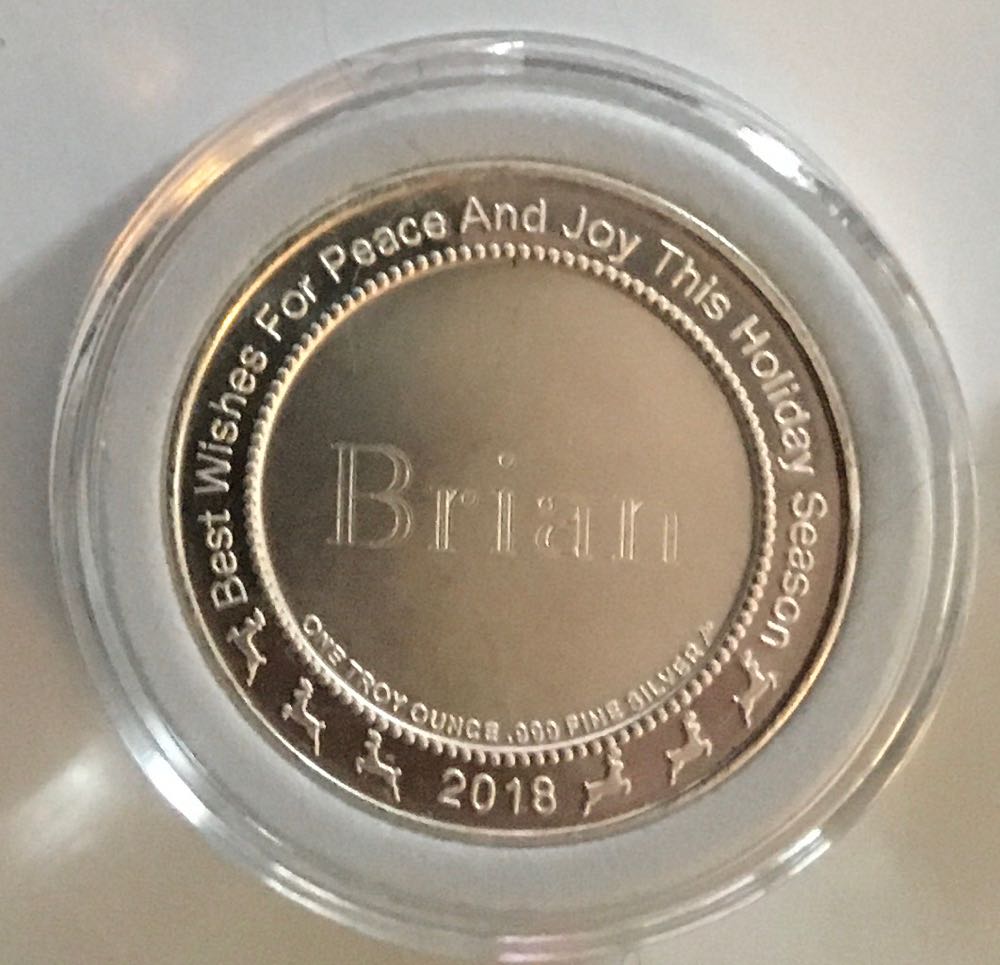 Best Wishes For Peace And Joy This Holiday Season
Brian
ONE TROY OUNCE .999 FINE SILVER
2018